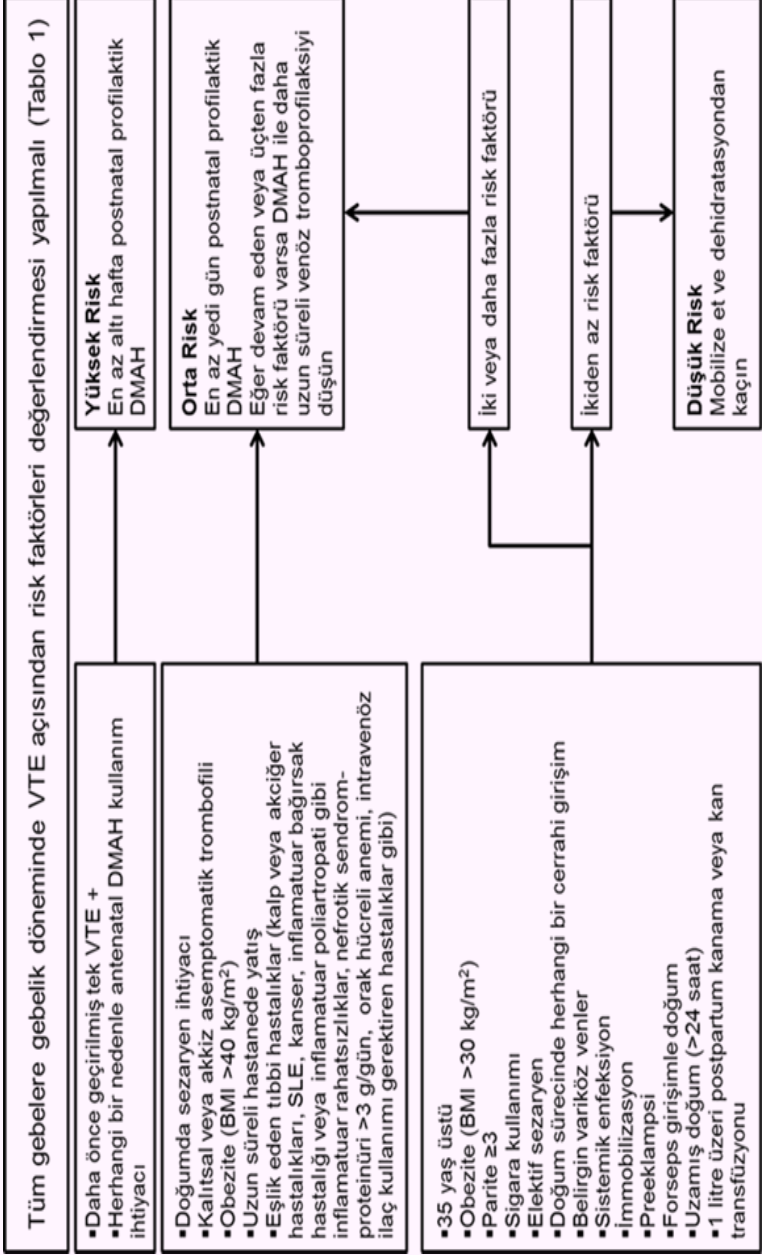 Tüm gebelere gebelik döneminde VTE açısından risk faktörleri değerlendirmesi yapılmalı (Tablo 1)
▪Daha önce geçirilmiş tek VTE +
▪Herhangi bir nedenle antenatal DMAH kullanım
ihtiyacı
Yüksek Risk
En az altı hafta postnatal profilaktik
DMAH
▪Doğumda sezaryen ihtiyacı
▪Kalıtsal veya akkiz asemptomatik trombofili
▪Obezite (BMI >40 kg/m²)
▪Uzun süreli hastanede yatış
▪Eşlik eden tıbbi hastalıklar (kalp veya akciğer
hastalıkları, SLE, kanser, inflamatuar bağırsak
hastalığı veya inflamatuar poliartropati gibi
inflamatuar rahatsızlıklar, nefrotik sendrom-
proteinüri >3 g/gün, orak hücreli anemi, intravenöz
ilaç kullanımı gerektiren hastalıklar gibi)
Orta Risk
En az yedi gün postnatal profilaktik
DMAH
Eğer devam eden veya üçten fazla
risk faktörü varsa DMAH ile daha
uzun süreli venöz tromboprofilaksiyi
düşün
▪35 yaş üstü
▪Obezite (BMI >30 kg/m²)
▪Parite ≥3
▪Sigara kullanımı
▪Elektif sezaryen
▪Doğum sürecinde herhangi bir cerrahi girişim
▪Belirgin variköz venler
▪Sistemik enfeksiyon
▪İmmobilizasyon
▪Preeklampsi
▪Forseps girişimle doğum
▪Uzamış doğum (>24 saat)
▪1 litre üzeri postpartum kanama veya kan
transfüzyonu
İki veya daha fazla risk faktörü
İkiden az risk faktörü
Düşük Risk
Mobilize et ve dehidratasyondan
kaçın